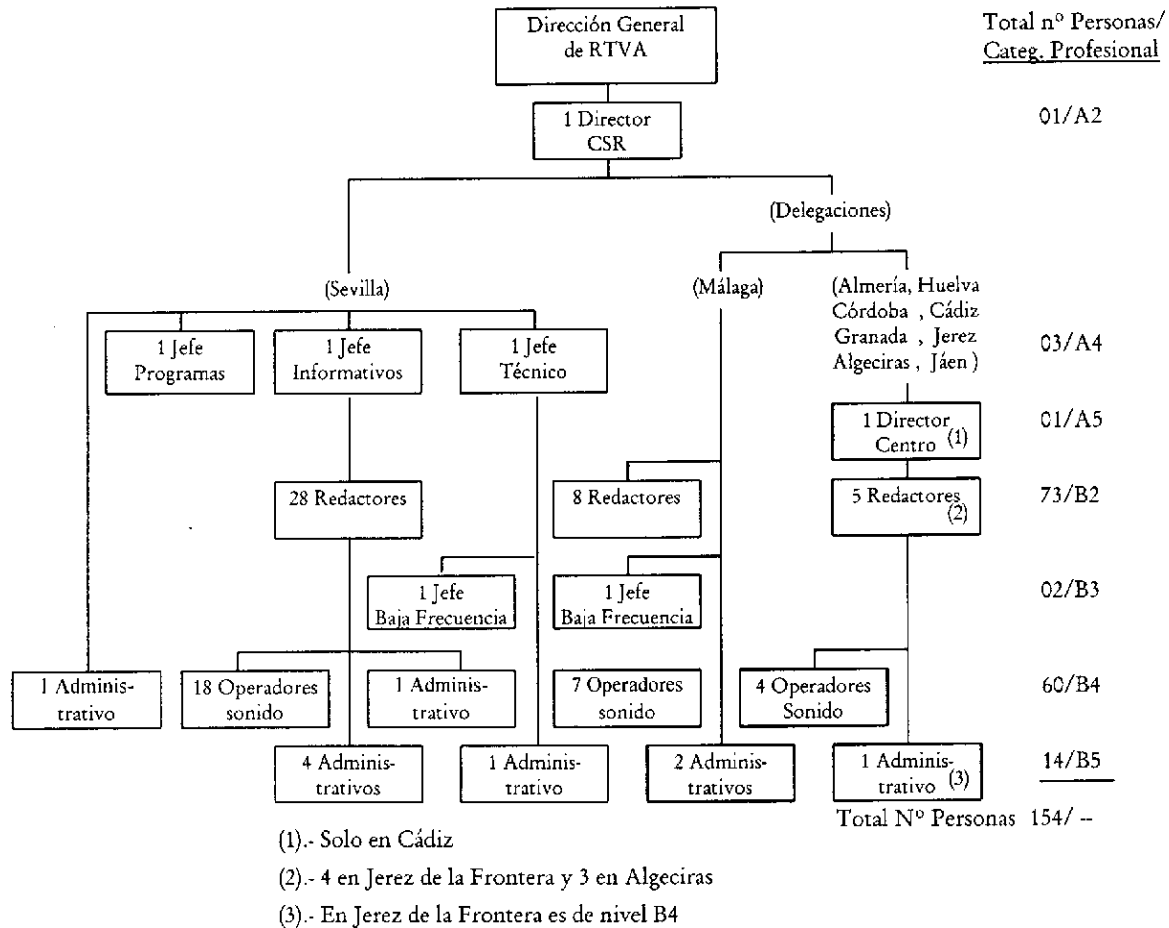 Dirección General
de RTVA
Total nº Personas/
Categ. Profesional
1 Director
CSR
01/A2
(Delegaciones)
(Sevilla)
(Málaga)
(Almería, Huelva
Córdoba , Cádiz
Granada , Jerez
Algeciras , Jáen )
1 Jefe
Programas
1 Jefe
Informativos
1 Jefe
Técnico
03/A4
1 Director
Centro (1)
01/A5
28 Redactores
8 Redactores
5 Redactores
(2)
73/B2
1 Jefe
Baja Frecuencia
1 Jefe
Baja Frecuencia
02/B3
1 Adminis-
trativo
18 Operadores
sonido
1 Adminis-
trativo
7 Operadores
sonido
4 Operadores
Sonido
60/B4
4 Adminis-
trativos
1 Adminis-
trativo
2 Adminis-
trativos
1 Adminis-
trativo (3)
14/B5
Total Nº Personas 154/ --
(1).- Solo en Cádiz
(2).- 4 en Jerez de la Frontera y 3 en Algeciras
(3).- En Jerez de la Frontera es de nivel B4